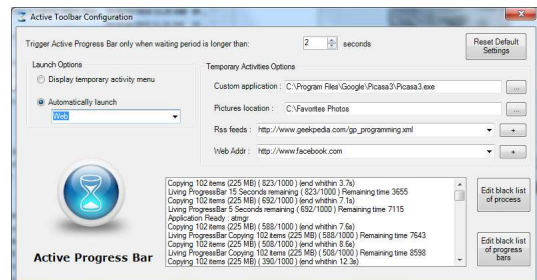 Active Toolbar Configuration
Trigger Active Progress Bar only when waiting period is longer than: 2 seconds
Reset Default Settings
Launch Options
Display temporary activity menu
Automatically launch
Web
Temporary Activities Options
Custom application : C:\Program Files\Google\Picasa3\Picasa3.exe ...
Pictures location : C:\Favorites Photos ...
Rss feeds : http://www.geekpedia.com/gp_programming.xml +
Web Addr : http://www.facebook.com +
Active Progress Bar
Copying 102 items (225 MB) ( 823/1000 ) (end whithin 3.7s)
Living ProgressBar 15 Seconds remaining ( 823/1000 ) Remaining time 3655
Copying 102 items (225 MB) ( 692/1000 ) (end whithin 7.1s)
Living ProgressBar 5 Seconds remaining ( 692/1000 ) Remaining time 7115
Application Ready : atmgr
Copying 102 items (225 MB) ( 588/1000 ) (end whithin 7.6s)
Living ProgressBar Copying 102 items (225 MB) ( 588/1000 ) Remaining time 7643
Copying 102 items (225 MB) ( 508/1000 ) (end whithin 8.6s)
Living ProgressBar Copying 102 items (225 MB) ( 508/1000 ) Remaining time 8598
Copying 102 items (225 MB) ( 390/1000 ) (end whithin 12.3s)
Edit black list of process
Edit black list of progress bars